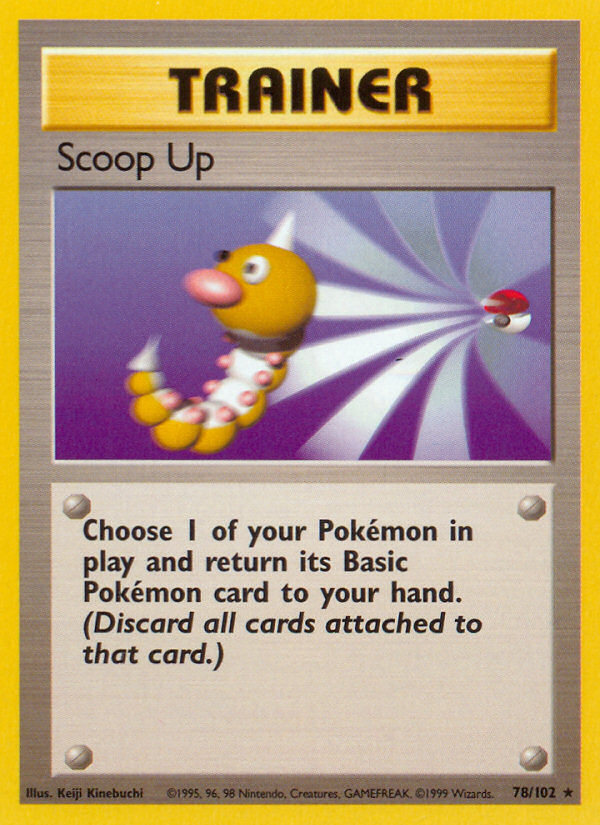 TRAINER
Scoop Up
Choose 1 of your Pokémon in
play and return its Basic
Pokémon card to your hand.
(Discard all cards attached to
that card.)
Illus. Keiji Kinebuchi ©1995, 96, 98 Nintendo, Creatures, GAMEFREAK. ©1999 Wizards. 78/102 ★